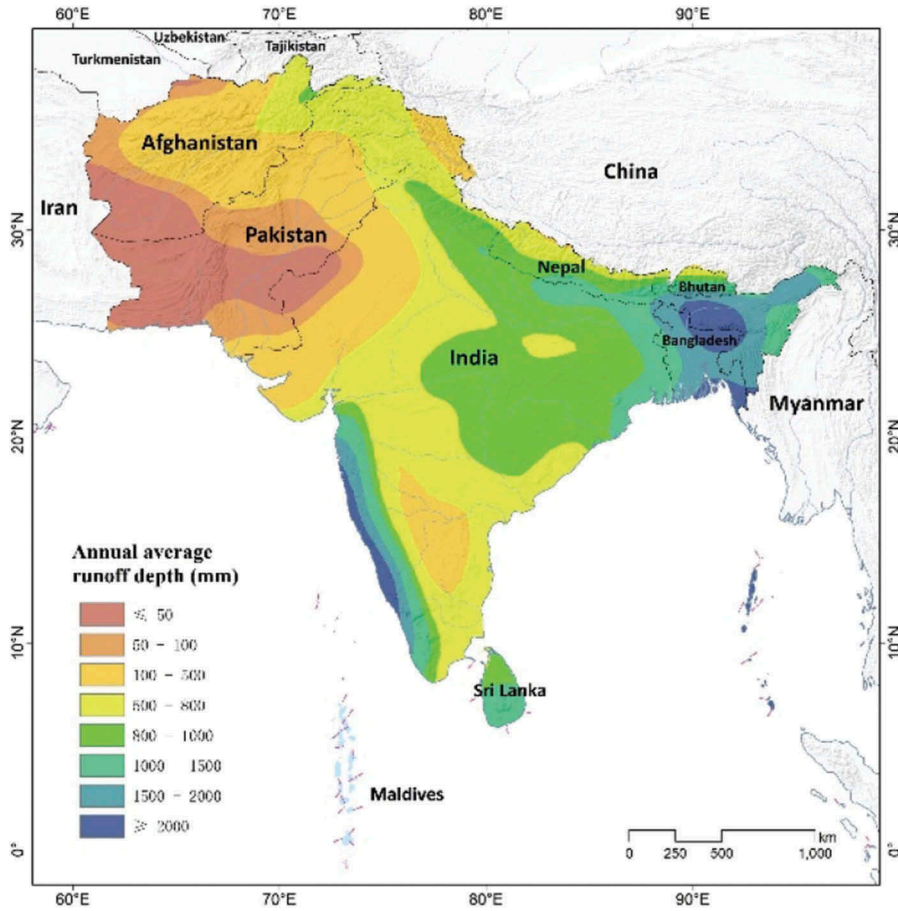 60°E
70°E
80°E
90°E
Uzbekistan
Tajikistan
Turkmenistan
Afghanistan
China
Iran
30°N
30°N
Pakistan
Nepal
Bhutan
Bangladesh
India
Myanmar
20°N
20°N
Annual average
runoff depth (mm)
⩽ 50
50 - 100
100 - 500
500 - 800
800 - 1000
1000 1500
1500 - 2000
⩾ 2000
10°N
10°N
Sri Lanka
Maldives
km
0 250 500 1,000
0°
0°
60°E
70°E
80°E
90°E